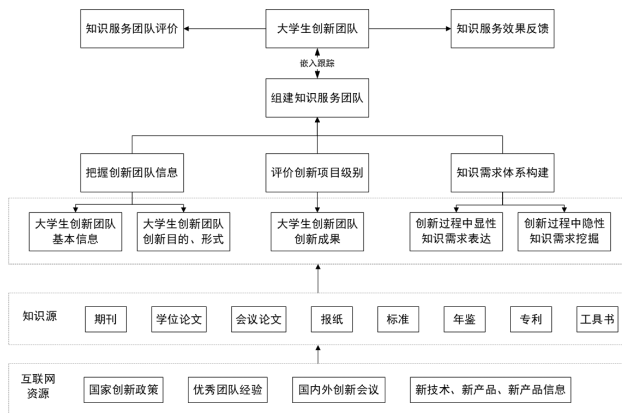 知识服务团队评价
大学生创新团队
知识服务效果反馈
嵌入跟踪
组建知识服务团队
把握创新团队信息
评价创新项目级别
知识需求体系构建
大学生创新团队
基本信息
大学生创新团队
创新目的、形式
大学生创新团队
创新成果
创新过程中显性
知识需求表达
创新过程中隐性
知识需求挖掘
知识源
期刊
学位论文
会议论文
报纸
标准
年鉴
专利
工具书
互联网
资源
国家创新政策
优秀团队经验
国内外创新会议
新技术、新产品、新产品信息